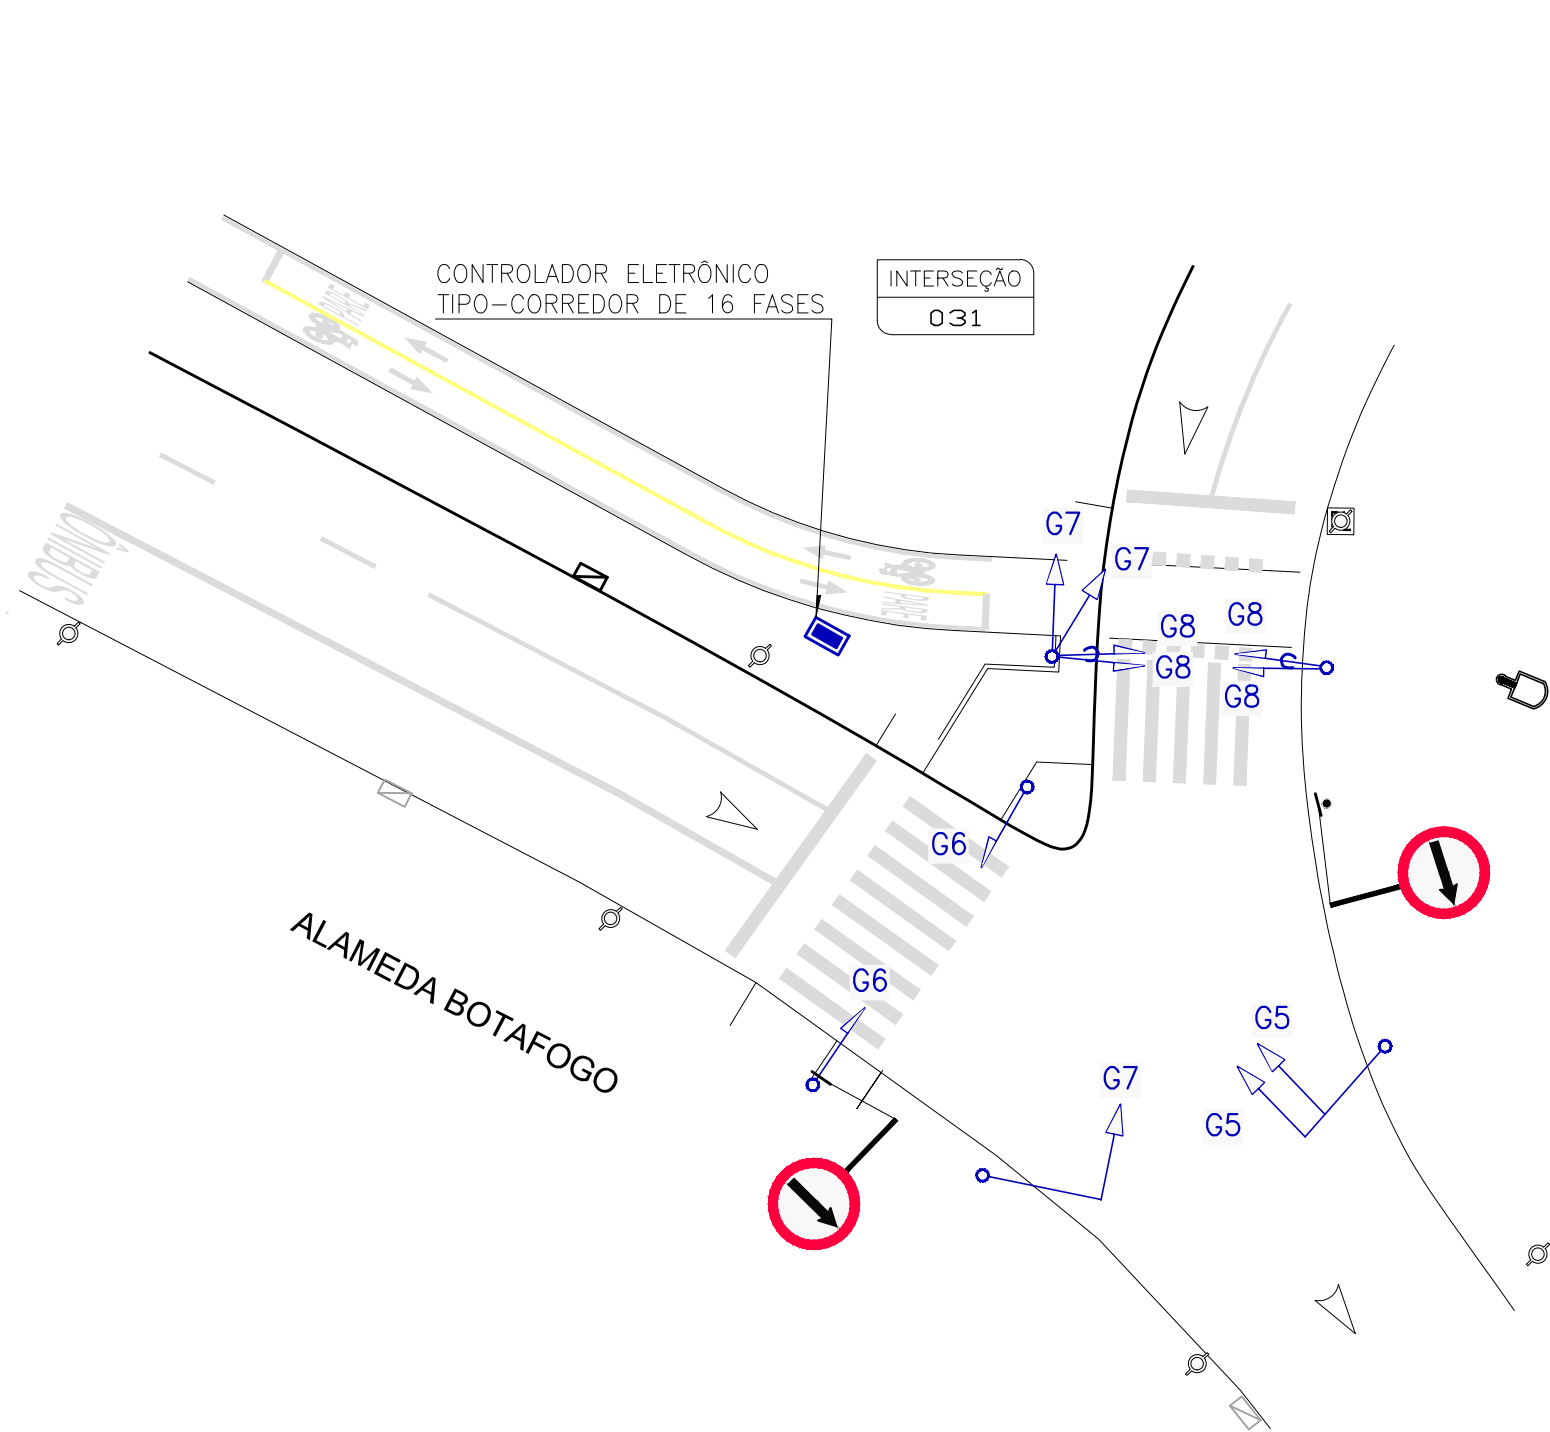 CONTROLADOR ELETRÔNICO
TIPO-CORREDOR DE 16 FASES
INTERSEÇÃO
031
G7
G7
G8
G8
G8
G8
G6
G6
G5
G5
G7
PARE
PARE
ÔNIBUS
ALAMEDA BOTAFOGO